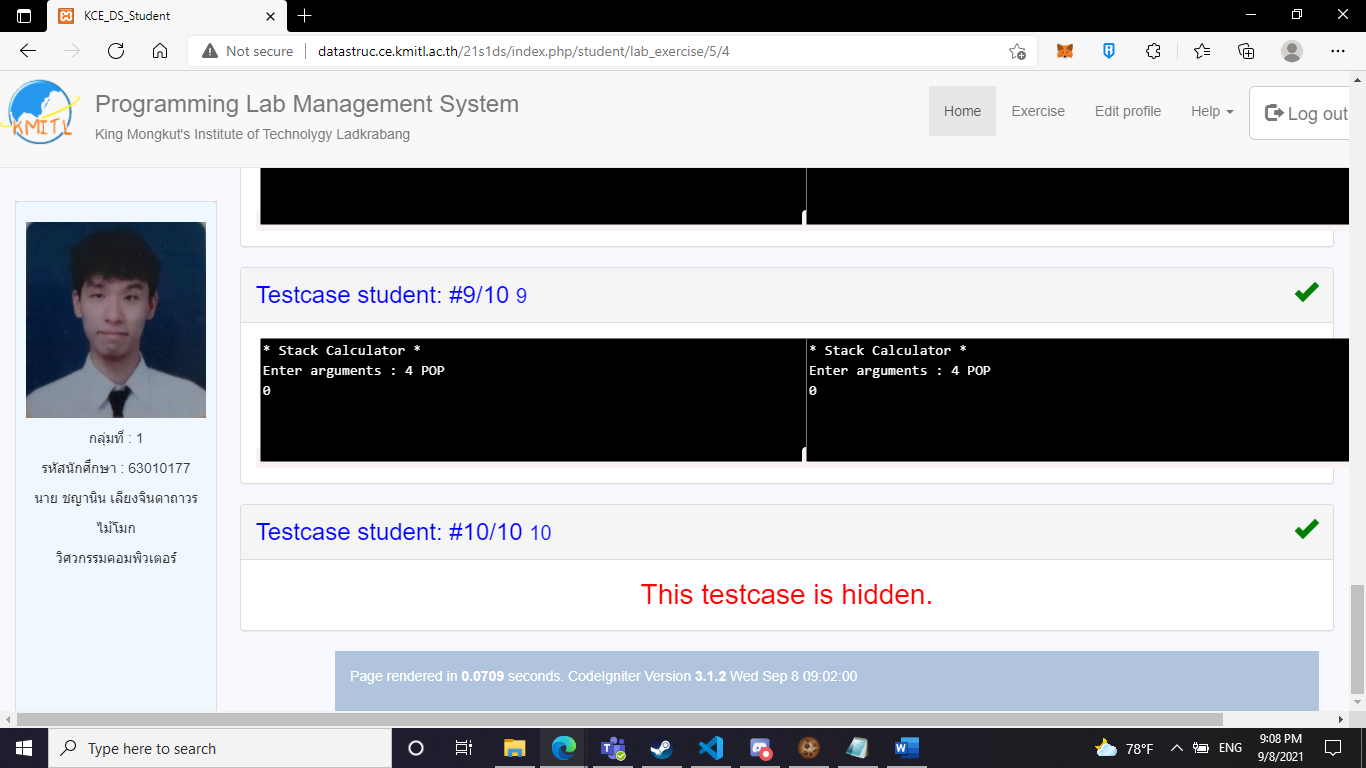 KCE_DS_Student
Not secure
datastruc.ce.kmitl.ac.th/21s1ds/index.php/student/lab_exercise/5/4
KMITL
Programming Lab Management System
King Mongkut's Institute of Technolygy Ladkrabang
Home
Exercise
Edit profile
Help
Log out
กลุ่มที่ : 1
รหัสนักศึกษา : 63010177
นาย ชญานิน เลียงจินดาถาวร
ไม้โมก
วิศวกรรมคอมพิวเตอร์
Testcase student: #9/10 9
* Stack Calculator *
Enter arguments : 4 POP
0
* Stack Calculator *
Enter arguments : 4 POP
0
Testcase student: #10/10 10
This testcase is hidden.
Page rendered in 0.0709 seconds. CodeIgniter Version 3.1.2 Wed Sep 8 09:02:00
Type here to search
78°F
ENG
9:08 PM
9/8/2021